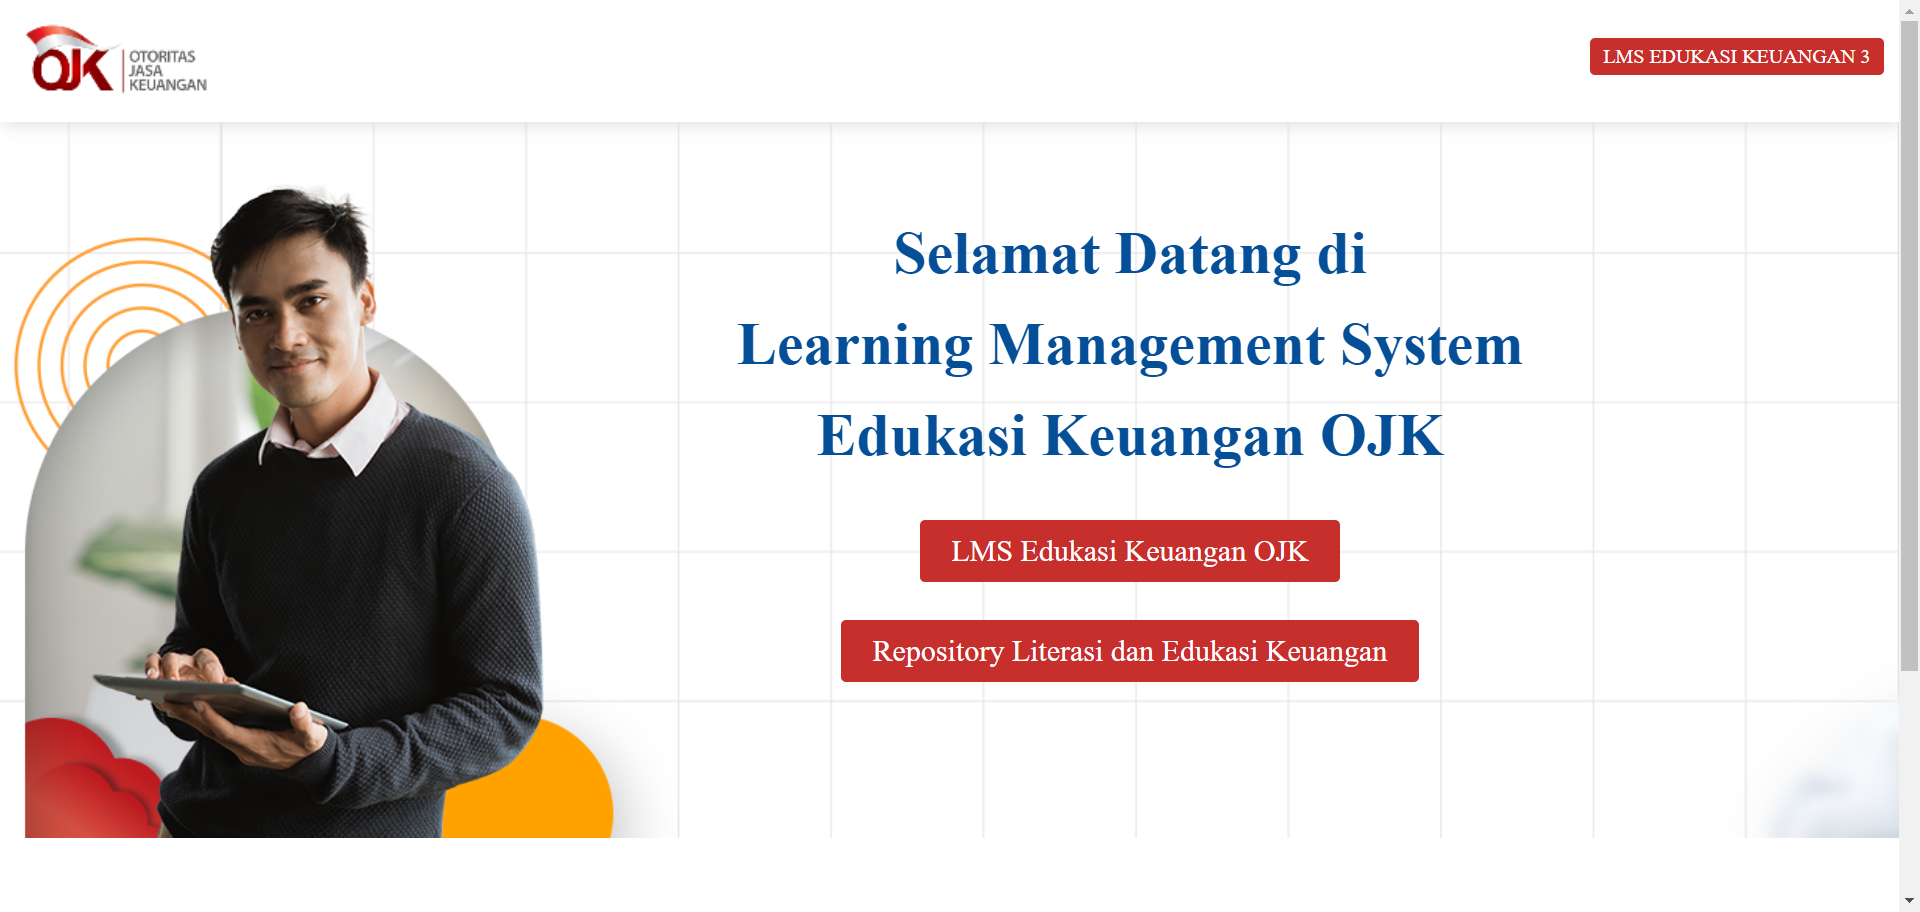 OJK
OTORITAS
JASA
KEUANGAN
LMS EDUKASI KEUANGAN 3
Selamat Datang di
Learning Management System
Edukasi Keuangan OJK
LMS Edukasi Keuangan OJK
Repository Literasi dan Edukasi Keuangan